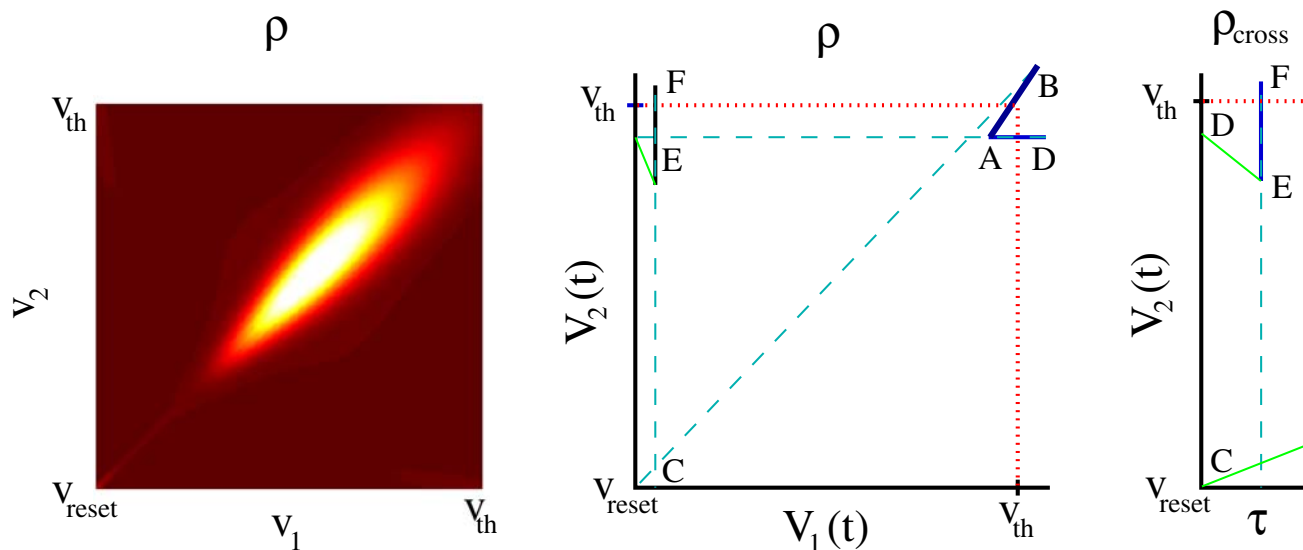 ρ
V_th
V_2
V_reset
V_1
V_th
ρ
V_th
F
B
E
A
D
V_2(t)
C
V_reset
V_1(t)
V_th
ρ_cross
V_th
F
D
E
V_2(t)
C
V_reset
τ